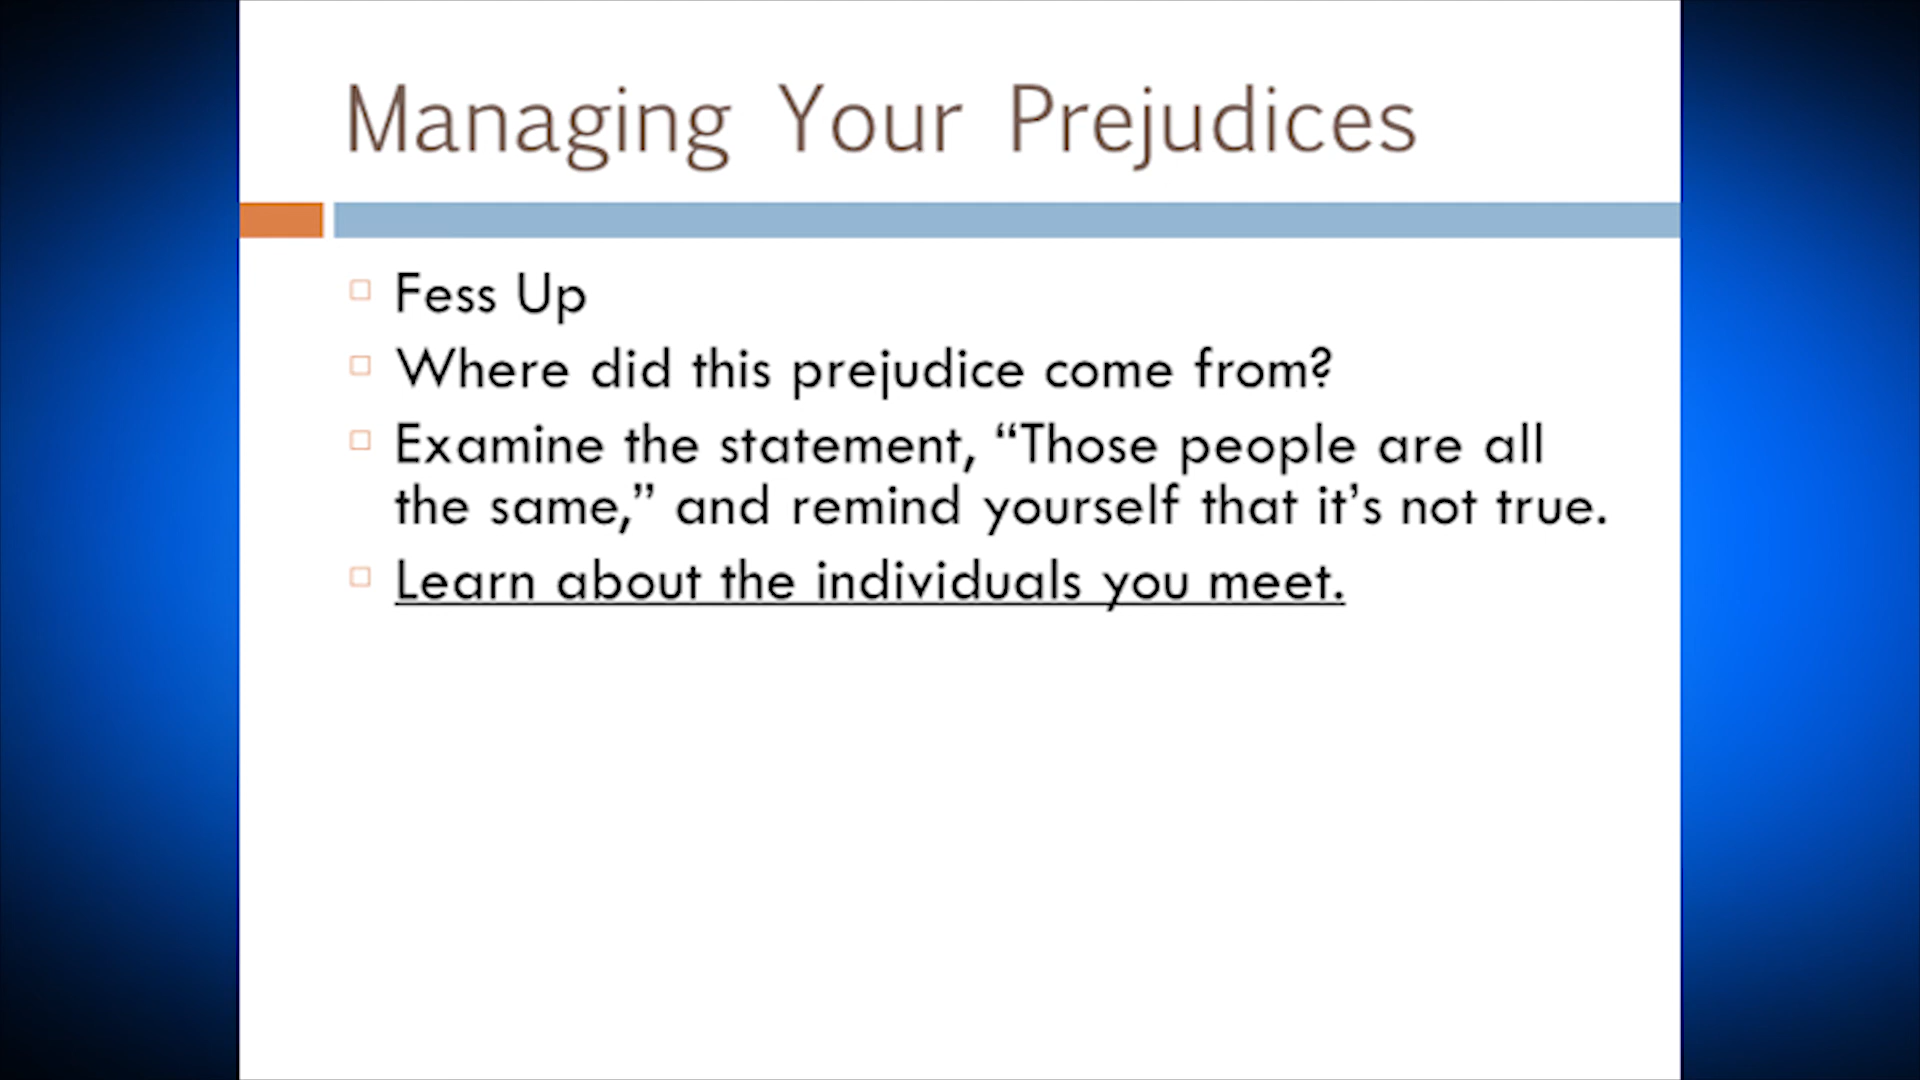 Managing Your Prejudices
Fess Up
Where did this prejudice come from?
Examine the statement, “Those people are all
the same,” and remind yourself that it’s not true.
Learn about the individuals you meet.